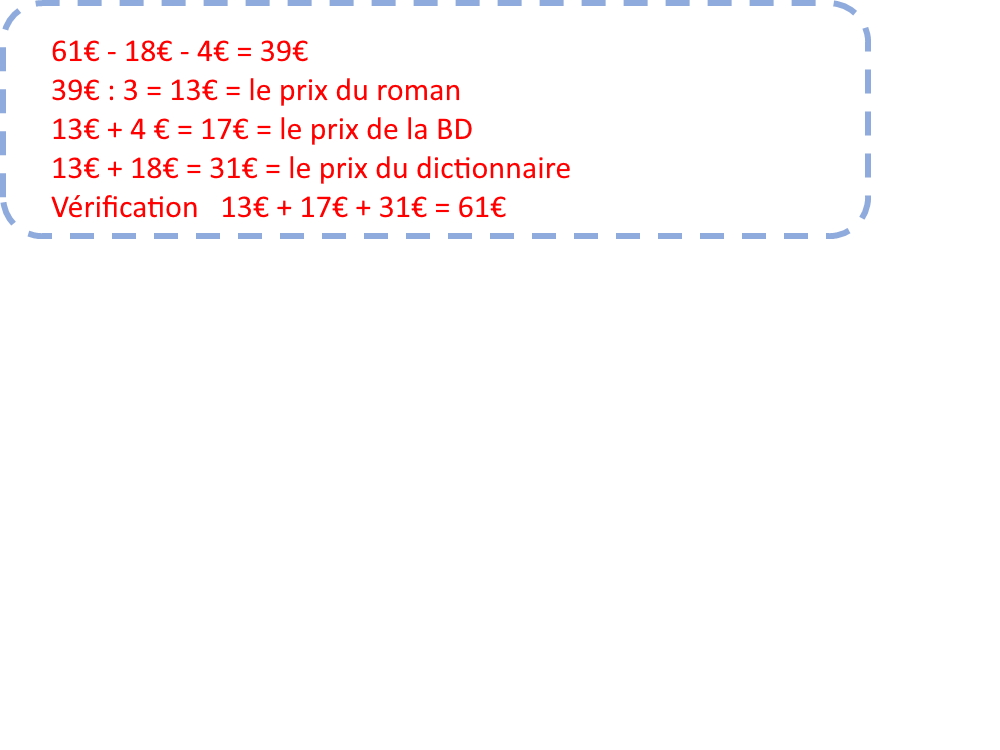 61€ - 18€ - 4€ = 39€
39€ : 3 = 13€ = le prix du roman
13€ + 4 € = 17€ = le prix de la BD
13€ + 18€ = 31€ = le prix du dictionnaire
Vérification   13€ + 17€ + 31€ = 61€